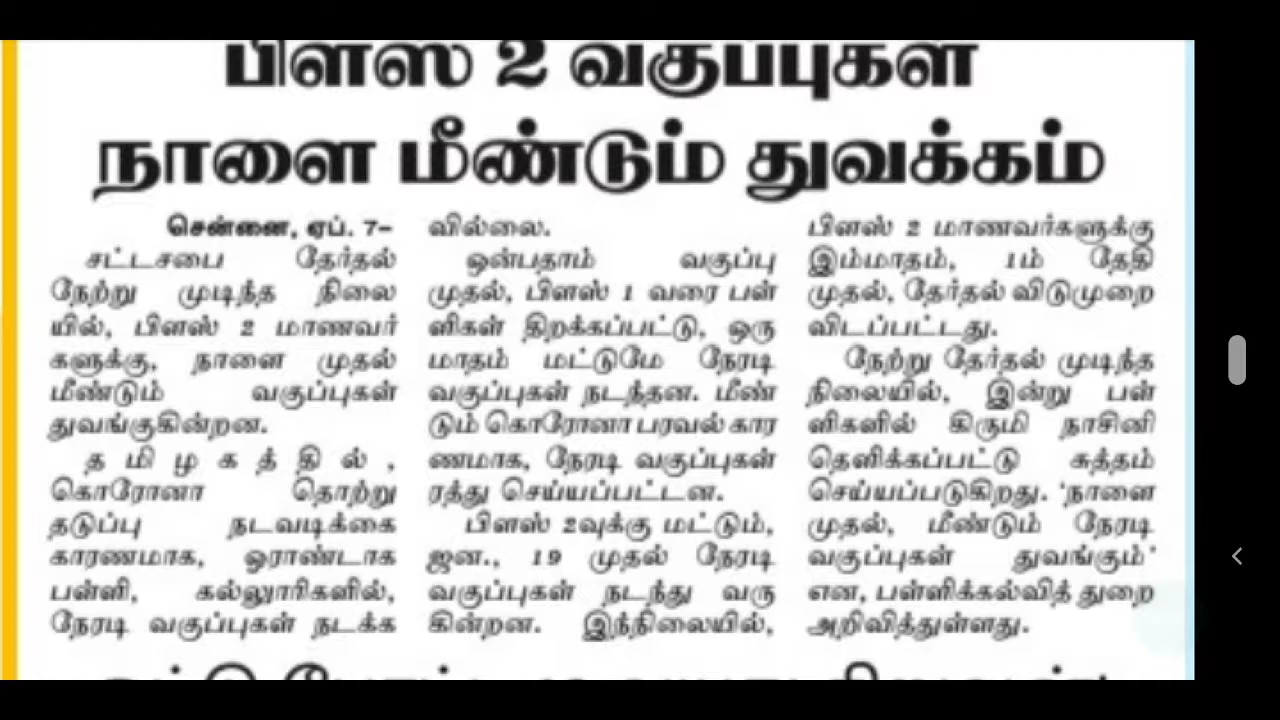 பிளஸ் 2 வகுப்புகள்
நாளை மீண்டும் துவக்கம்
சென்னை, ஏப். 7–
சட்டசபை தேர்தல்
நேற்று முடிந்த நிலை
யில், பிளஸ் 2 மாணவர்
களுக்கு, நாளை முதல்
மீண்டும் வகுப்புகள்
துவங்குகின்றன.
தமிழகத்தில்,
கொரோனா தொற்று
தடுப்பு நடவடிக்கை
காரணமாக, ஓராண்டாக
பள்ளி, கல்லூரிகளில்,
நேரடி வகுப்புகள் நடக்க
வில்லை.
ஒன்பதாம் வகுப்பு
முதல், பிளஸ் 1 வரை பள்
ளிகள் திறக்கப்பட்டு, ஒரு
மாதம் மட்டுமே நேரடி
வகுப்புகள் நடந்தன. மீண்
டும் கொரோனா பரவல் கார
ணமாக, நேரடி வகுப்புகள்
ரத்து செய்யப்பட்டன.
பிளஸ் 2வுக்கு மட்டும்,
ஜன., 19 முதல் நேரடி
வகுப்புகள் நடந்து வரு
கின்றன. இந்நிலையில்,
பிளஸ் 2 மாணவர்களுக்கு
இம்மாதம், 1ம் தேதி
முதல், தேர்தல் விடுமுறை
விடப்பட்டது.
நேற்று தேர்தல் முடிந்த
நிலையில், இன்று பள்
ளிகளில் கிருமி நாசினி
தெளிக்கப்பட்டு சுத்தம்
செய்யப்படுகிறது. 'நாளை
முதல், மீண்டும் நேரடி
வகுப்புகள் துவங்கும்'
என, பள்ளிக்கல்வித் துறை
அறிவித்துள்ளது.